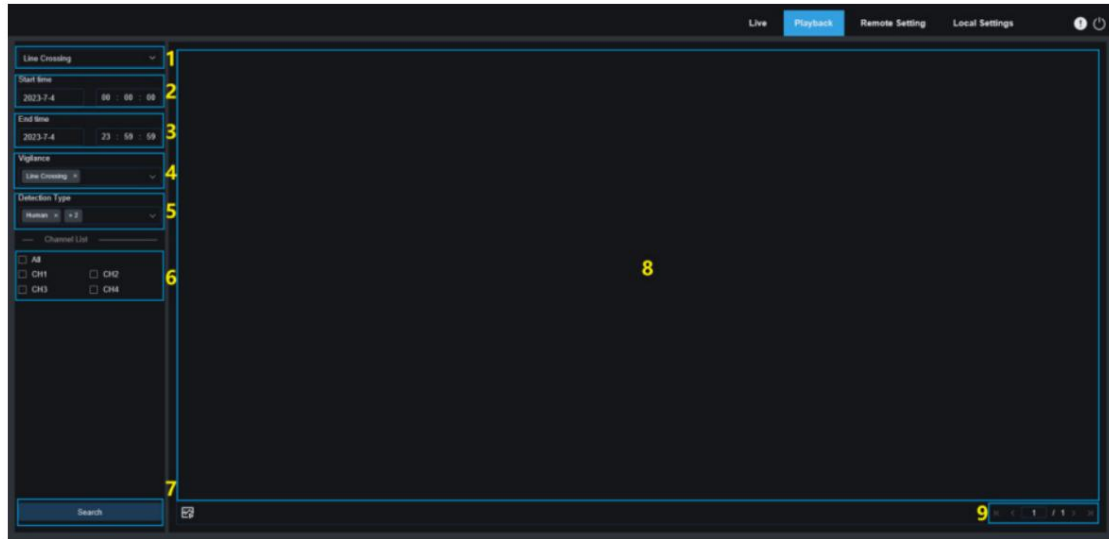 Live Playback Remote Setting Local Settings
Line Crossing 1
Start time
2023-7-4 00 : 00 : 00 2
End time
2023-7-4 23 : 59 : 59 3
Vigilance
Line Crossing × 4
Detection Type
Human × + 2 5
Channel List
All
CH1 CH2 6
CH3 CH4
8
7
Search
9 1 / 1